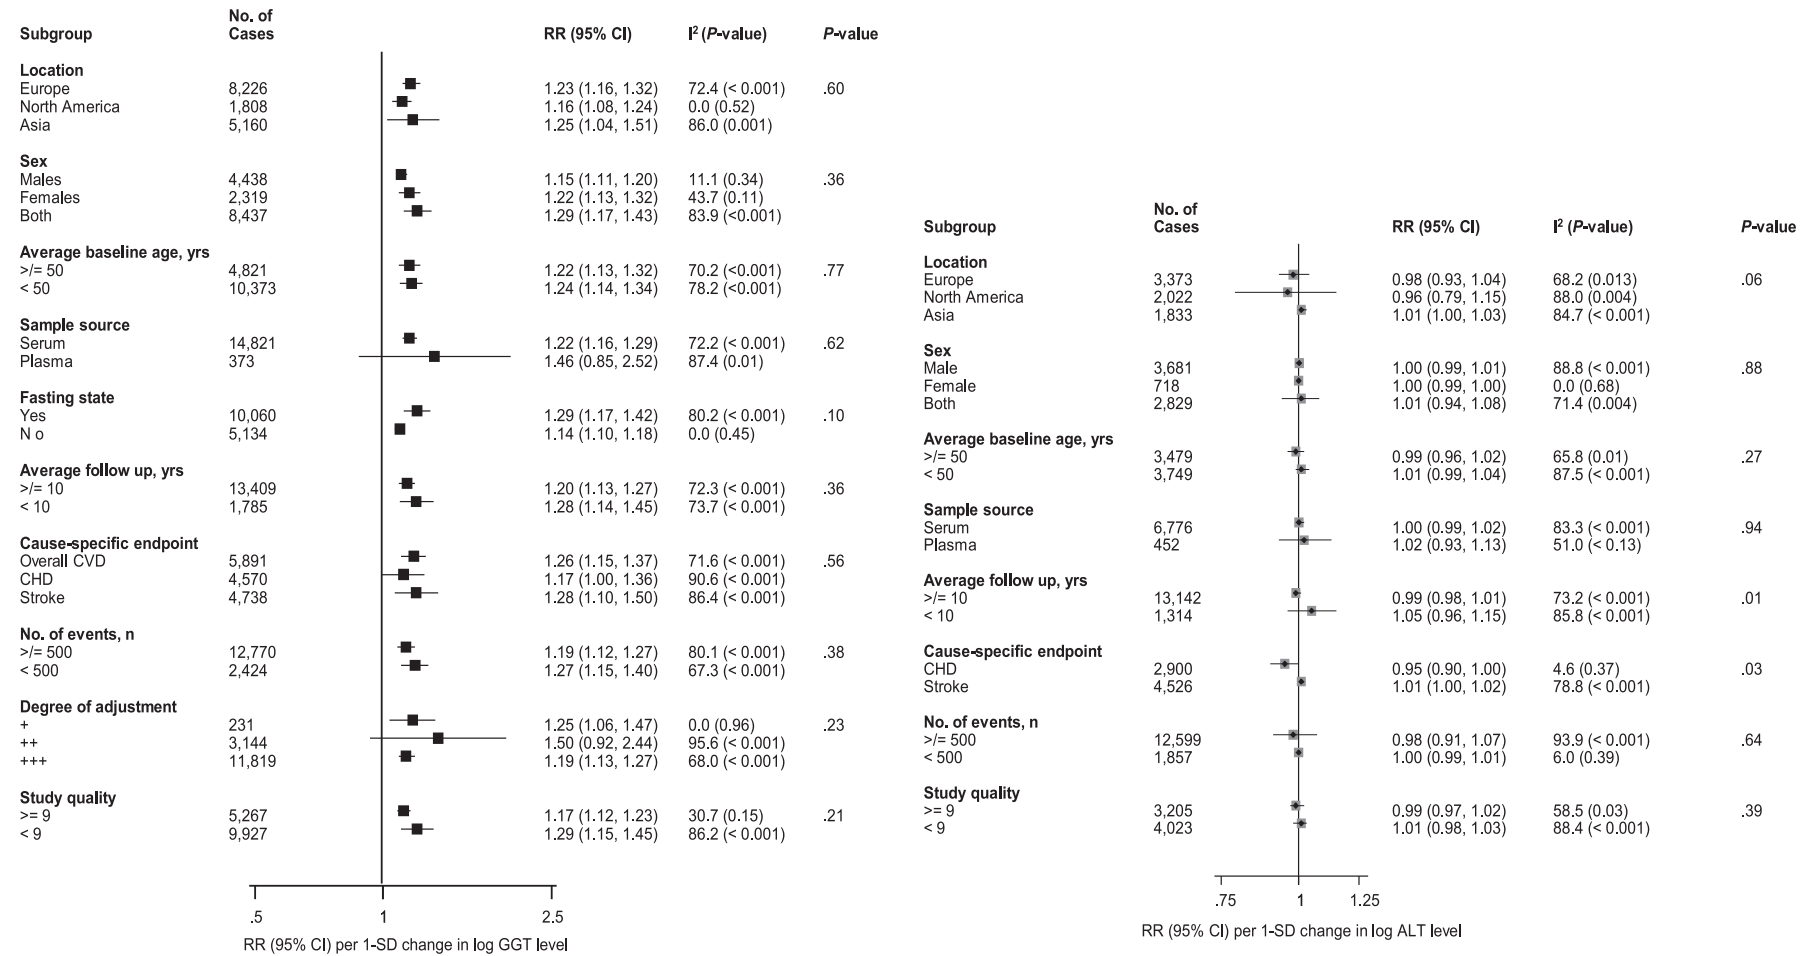 No. of
Subgroup Cases RR (95% CI) I² (P-value) P-value
Location
Europe 8,226 1.23 (1.16, 1.32) 72.4 (< 0.001) .60
North America 1,808 1.16 (1.08, 1.24) 0.0 (0.52)
Asia 5,160 1.25 (1.04, 1.51) 86.0 (0.001)
Sex
Males 4,438 1.15 (1.11, 1.20) 11.1 (0.34) .36
Females 2,319 1.22 (1.13, 1.32) 43.7 (0.11)
Both 8,437 1.29 (1.17, 1.43) 83.9 (<0.001)
Average baseline age, yrs
>/= 50 4,821 1.22 (1.13, 1.32) 70.2 (<0.001) .77
< 50 10,373 1.24 (1.14, 1.34) 78.2 (<0.001)
Sample source
Serum 14,821 1.22 (1.16, 1.29) 72.2 (< 0.001) .62
Plasma 373 1.46 (0.85, 2.52) 87.4 (0.01)
Fasting state
Yes 10,060 1.29 (1.17, 1.42) 80.2 (< 0.001) .10
N o 5,134 1.14 (1.10, 1.18) 0.0 (0.45)
Average follow up, yrs
>/= 10 13,409 1.20 (1.13, 1.27) 72.3 (< 0.001) .36
< 10 1,785 1.28 (1.14, 1.45) 73.7 (< 0.001)
Cause-specific endpoint
Overall CVD 5,891 1.26 (1.15, 1.37) 71.6 (< 0.001) .56
CHD 4,570 1.17 (1.00, 1.36) 90.6 (< 0.001)
Stroke 4,738 1.28 (1.10, 1.50) 86.4 (< 0.001)
No. of events, n
>/= 500 12,770 1.19 (1.12, 1.27) 80.1 (< 0.001) .38
< 500 2,424 1.27 (1.15, 1.40) 67.3 (< 0.001)
Degree of adjustment
+ 231 1.25 (1.06, 1.47) 0.0 (0.96) .23
++ 3,144 1.50 (0.92, 2.44) 95.6 (< 0.001)
+++ 11,819 1.19 (1.13, 1.27) 68.0 (< 0.001)
Study quality
>= 9 5,267 1.17 (1.12, 1.23) 30.7 (0.15) .21
< 9 9,927 1.29 (1.15, 1.45) 86.2 (< 0.001)
.5 1 2.5
RR (95% CI) per 1-SD change in log GGT level
No. of
Subgroup Cases RR (95% CI) I² (P-value) P-value
Location
Europe 3,373 0.98 (0.93, 1.04) 68.2 (0.013) .06
North America 2,022 0.96 (0.79, 1.15) 88.0 (0.004)
Asia 1,833 1.01 (1.00, 1.03) 84.7 (< 0.001)
Sex
Male 3,681 1.00 (0.99, 1.01) 88.8 (< 0.001) .88
Female 718 1.00 (0.99, 1.00) 0.0 (0.68)
Both 2,829 1.01 (0.94, 1.08) 71.4 (0.004)
Average baseline age, yrs
>/= 50 3,479 0.99 (0.96, 1.02) 65.8 (0.01) .27
< 50 3,749 1.01 (0.99, 1.04) 87.5 (< 0.001)
Sample source
Serum 6,776 1.00 (0.99, 1.02) 83.3 (< 0.001) .94
Plasma 452 1.02 (0.93, 1.13) 51.0 (< 0.13)
Average follow up, yrs
>/= 10 13,142 0.99 (0.98, 1.01) 73.2 (< 0.001) .01
< 10 1,314 1.05 (0.96, 1.15) 85.8 (< 0.001)
Cause-specific endpoint
CHD 2,900 0.95 (0.90, 1.00) 4.6 (0.37) .03
Stroke 4,526 1.01 (1.00, 1.02) 78.8 (< 0.001)
No. of events, n
>/= 500 12,599 0.98 (0.91, 1.07) 93.9 (< 0.001) .64
< 500 1,857 1.00 (0.99, 1.01) 6.0 (0.39)
Study quality
>= 9 3,205 0.99 (0.97, 1.02) 58.5 (0.03) .39
< 9 4,023 1.01 (0.98, 1.03) 88.4 (< 0.001)
.75 1 1.25
RR (95% CI) per 1-SD change in log ALT level